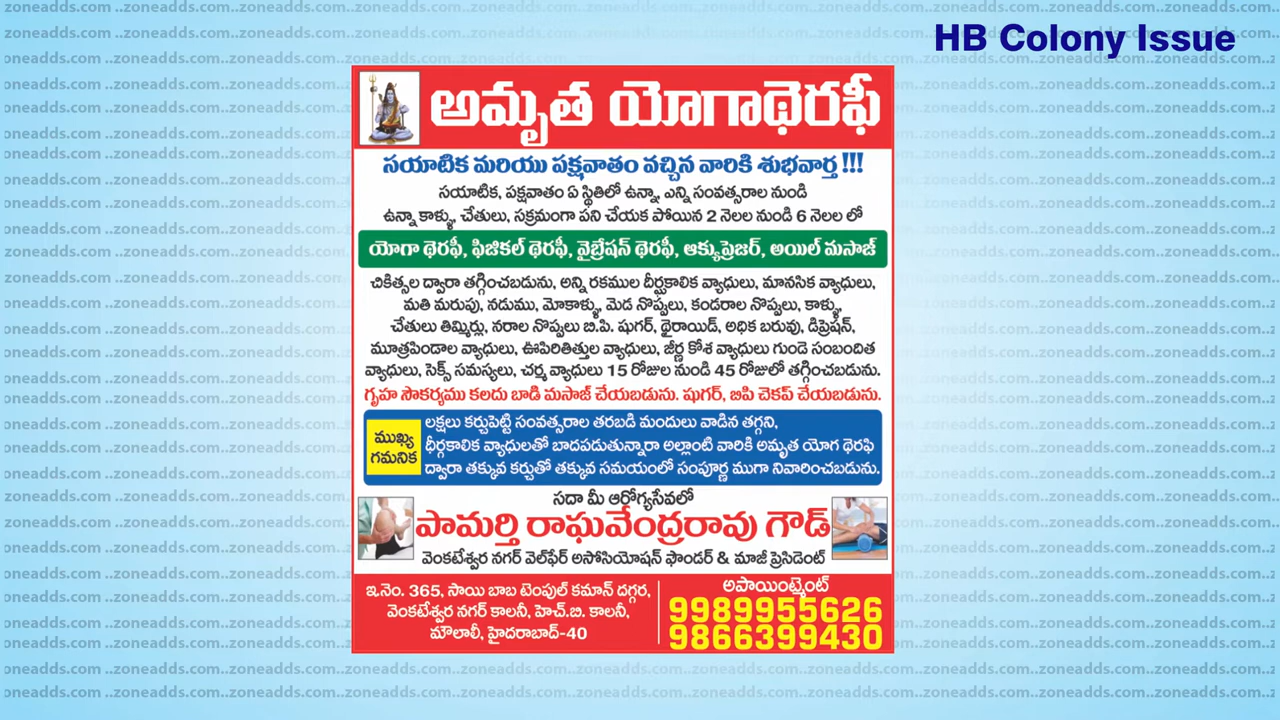 HB Colony Issue
అమృత యోగాథెరఫీ
సయాటిక మరియు పక్షవాతం వచ్చిన వారికి శుభవార్త !!!
సయాటిక, పక్షవాతం ఏ స్థితిలో ఉన్నా, ఎన్ని సంవత్సరాల నుండి
ఉన్నా కాళ్ళు, చేతులు, సక్రమంగా పని చేయక పోయిన 2 నెలల నుండి 6 నెలల లో
యోగా థెరఫీ, ఫిజికల్ థెరఫీ, వైబ్రేషన్ థెరఫీ, ఆక్యుప్రెజర్, అయిల్ మసాజ్
చికిత్సల ద్వారా తగ్గించబడును, అన్ని రకముల దీర్ఘకాలిక వ్యాధులు, మానసిక వ్యాధులు,
మతి మరుపు, నడుము, మోకాళ్ళు, మెడ నొప్పులు, కండరాల నొప్పులు, కాళ్ళు,
చేతులు తిమ్మిర్లు, నరాల నొప్పులు బి.పి. షుగర్, థైరాయిడ్, అధిక బరువు, డిప్రెషన్,
మూత్రపిండాల వ్యాధులు, ఊపిరితిత్తుల వ్యాధులు, జీర్ణ కోశ వ్యాధులు గుండె సంబందిత
వ్యాధులు, సెక్స్ సమస్యలు, చర్మ వ్యాధులు 15 రోజుల నుండి 45 రోజులో తగ్గించబడును.
గృహ సౌకర్యము కలదు బాడి మసాజ్ చేయబడును. షుగర్, బిపి చెకప్ చేయబడును.
ముఖ్య గమనిక
లక్షలు కర్చుపెట్టి సంవత్సరాల తరబడి మందులు వాడిన తగ్గని,
దీర్గకాలిక వ్యాధులతో బాదపడుతున్నారా అల్లాంటి వారికి అమృత యోగ థెరఫి
ద్వారా తక్కువ కర్చుతో తక్కువ సమయంలో సంపూర్ణ ముగా నివారించబడును.
సదా మీ ఆరోగ్యసేవలో
పామర్తి రాఘవేంద్రరావు గౌడ్
వెంకటేశ్వర నగర్ వెల్‌ఫేర్ అసోసియోషన్ ఫౌండర్ & మాజీ ప్రెసిడెంట్
ఇ.నెం. 365, సాయి బాబ టెంపుల్ కమాన్ దగ్గర,
వెంకటేశ్వర నగర్ కాలనీ, హెచ్.బి. కాలనీ,
మౌలాలీ, హైదరాబాద్-40
అపాయింట్మెంట్
9989955626
9866399430